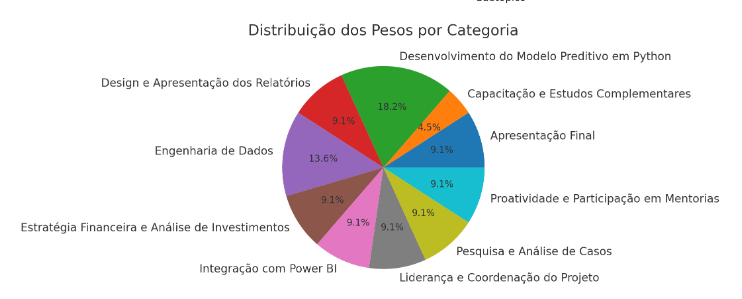 Distribuição dos Pesos por Categoria
Desenvolvimento do Modelo Preditivo em Python
Design e Apresentação dos Relatórios
Capacitação e Estudos Complementares
18.2%
9.1%
4.5%
Apresentação Final
Engenharia de Dados
13.6%
9.1%
9.1%
Proatividade e Participação em Mentorias
9.1%
9.1%
9.1%
9.1%
Estratégia Financeira e Análise de Investimentos
Pesquisa e Análise de Casos
Integração com Power BI
Liderança e Coordenação do Projeto